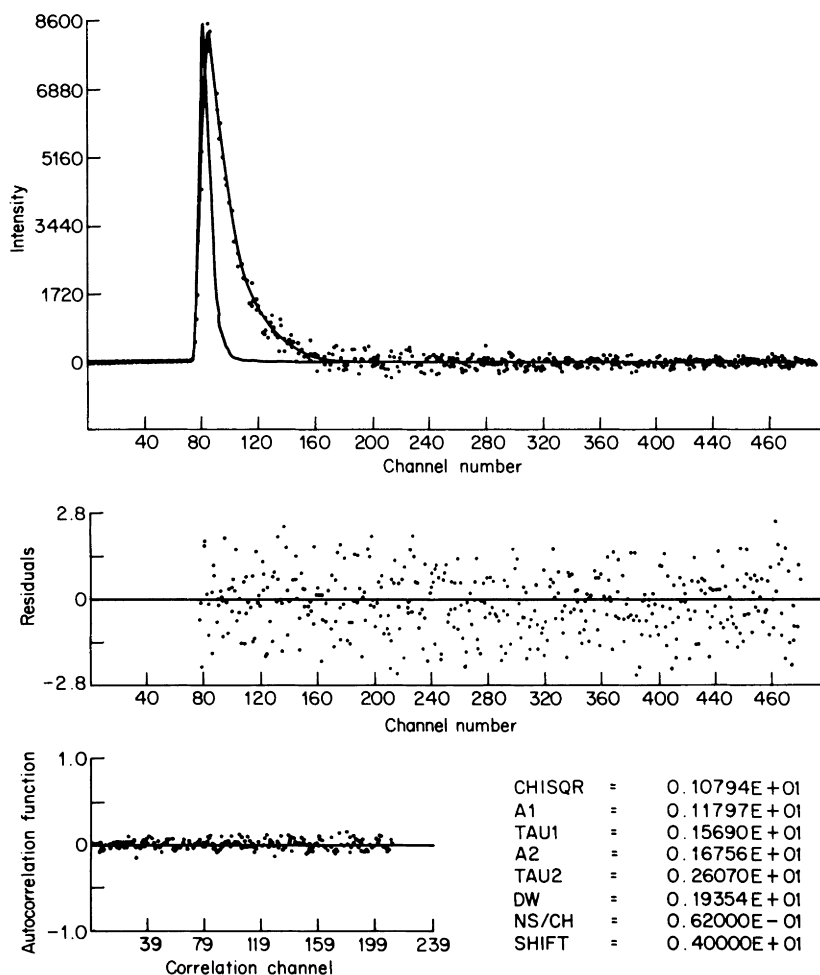 8600
6880
5160
3440
1720
0
Intensity
40 80 120 160 200 240 280 320 360 400 440 460
Channel number
2.8
0
-2.8
Residuals
40 80 120 160 200 240 280 320 360 400 440 460
Channel number
1.0
0
-1.0
Autocorrelation function
39 79 119 159 199 239
Correlation channel
CHISQR = 0.10794E+01
A1 = 0.11797E+01
TAU1 = 0.15690E+01
A2 = 0.16756E+01
TAU2 = 0.26070E+01
DW = 0.19354E+01
NS/CH = 0.62000E-01
SHIFT = 0.40000E+01